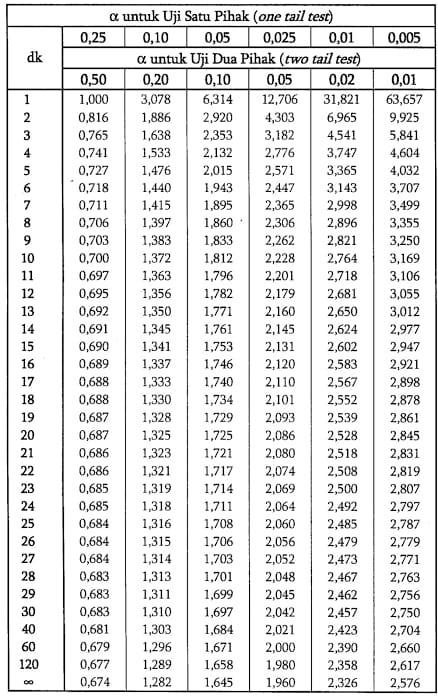 α untuk Uji Satu Pihak (one tail test)
0,25 0,10 0,05 0,025 0,01 0,005
dk α untuk Uji Dua Pihak (two tail test)
0,50 0,20 0,10 0,05 0,02 0,01
1 1,000 3,078 6,314 12,706 31,821 63,657
2 0,816 1,886 2,920 4,303 6,965 9,925
3 0,765 1,638 2,353 3,182 4,541 5,841
4 0,741 1,533 2,132 2,776 3,747 4,604
5 0,727 1,476 2,015 2,571 3,365 4,032
6 0,718 1,440 1,943 2,447 3,143 3,707
7 0,711 1,415 1,895 2,365 2,998 3,499
8 0,706 1,397 1,860 2,306 2,896 3,355
9 0,703 1,383 1,833 2,262 2,821 3,250
10 0,700 1,372 1,812 2,228 2,764 3,169
11 0,697 1,363 1,796 2,201 2,718 3,106
12 0,695 1,356 1,782 2,179 2,681 3,055
13 0,692 1,350 1,771 2,160 2,650 3,012
14 0,691 1,345 1,761 2,145 2,624 2,977
15 0,690 1,341 1,753 2,131 2,602 2,947
16 0,689 1,337 1,746 2,120 2,583 2,921
17 0,688 1,333 1,740 2,110 2,567 2,898
18 0,688 1,330 1,734 2,101 2,552 2,878
19 0,687 1,328 1,729 2,093 2,539 2,861
20 0,687 1,325 1,725 2,086 2,528 2,845
21 0,686 1,323 1,721 2,080 2,518 2,831
22 0,686 1,321 1,717 2,074 2,508 2,819
23 0,685 1,319 1,714 2,069 2,500 2,807
24 0,685 1,318 1,711 2,064 2,492 2,797
25 0,684 1,316 1,708 2,060 2,485 2,787
26 0,684 1,315 1,706 2,056 2,479 2,779
27 0,684 1,314 1,703 2,052 2,473 2,771
28 0,683 1,313 1,701 2,048 2,467 2,763
29 0,683 1,311 1,699 2,045 2,462 2,756
30 0,683 1,310 1,697 2,042 2,457 2,750
40 0,681 1,303 1,684 2,021 2,423 2,704
60 0,679 1,296 1,671 2,000 2,390 2,660
120 0,677 1,289 1,658 1,980 2,358 2,617
∞ 0,674 1,282 1,645 1,960 2,326 2,576